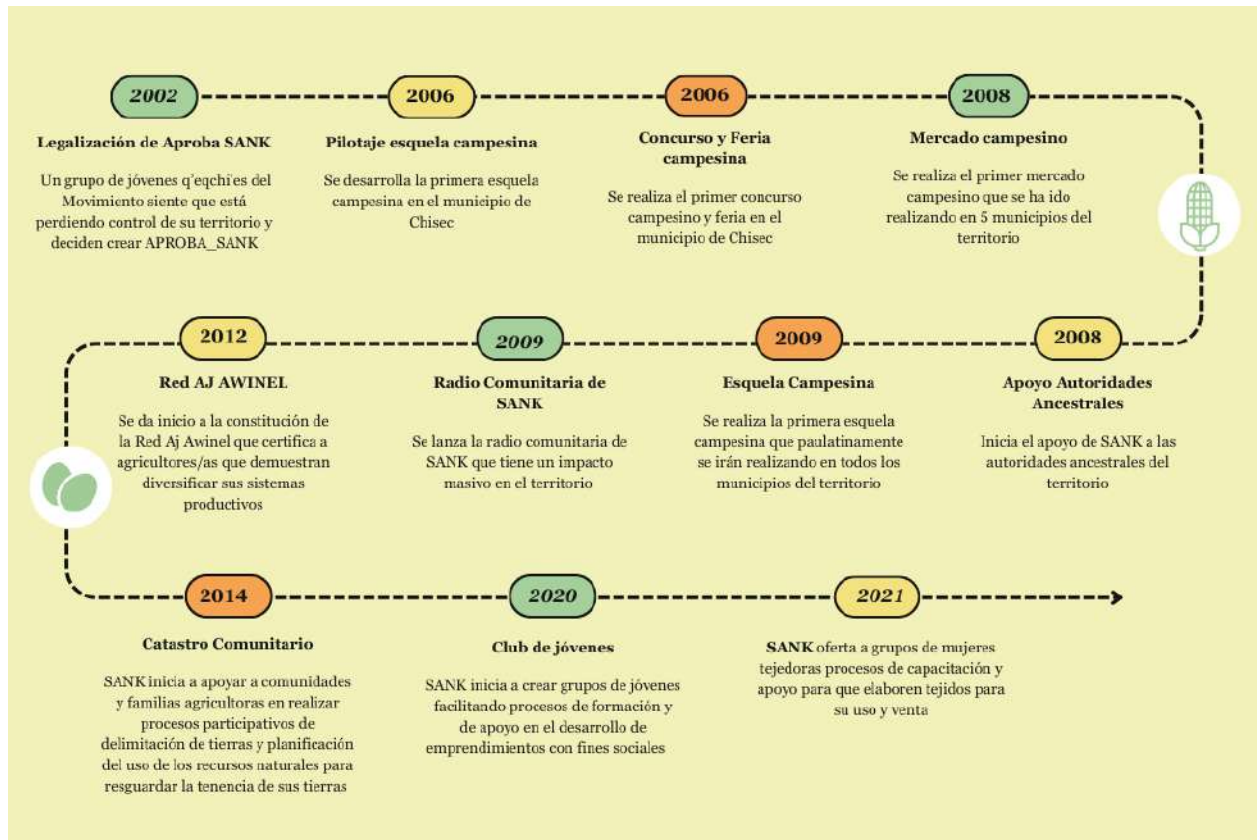 2002
Legalización de Aproba SANK
Un grupo de jóvenes q'eqchi'es del
Movimiento siente que está
perdiendo control de su territorio y
deciden crear APROBA_SANK
2006
Pilotaje esquela campesina
Se desarrolla la primera esquela
campesina en el municipio de
Chisec
2006
Concurso y Feria
campesina
Se realiza el primer concurso
campesino y feria en el
municipio de Chisec
2008
Mercado campesino
Se realiza el primer mercado
campesino que se ha ido
realizando en 5 municipios del
territorio
2008
Apoyo Autoridades
Ancestrales
Inicia el apoyo de SANK a las
autoridades ancestrales del
territorio
2009
Esquela Campesina
Se realiza la primera esquela
campesina que paulatinamente
se irán realizando en todos los
municipios del territorio
2009
Radio Comunitaria de
SANK
Se lanza la radio comunitaria de
SANK que tiene un impacto
masivo en el territorio
2012
Red AJ AWINEL
Se da inicio a la constitución de
la Red Aj Awinel que certifica a
agricultores/as que demuestran
diversificar sus sistemas
productivos
2014
Catastro Comunitario
SANK inicia a apoyar a comunidades
y familias agricultoras en realizar
procesos participativos de
delimitación de tierras y planificación
del uso de los recursos naturales para
resguardar la tenencia de sus tierras
2020
Club de jóvenes
SANK inicia a crear grupos de jóvenes
facilitando procesos de formación y
de apoyo en el desarrollo de
emprendimientos con fines sociales
2021
SANK oferta a grupos de mujeres
tejedoras procesos de capacitación y
apoyo para que elaboren tejidos para
su uso y venta